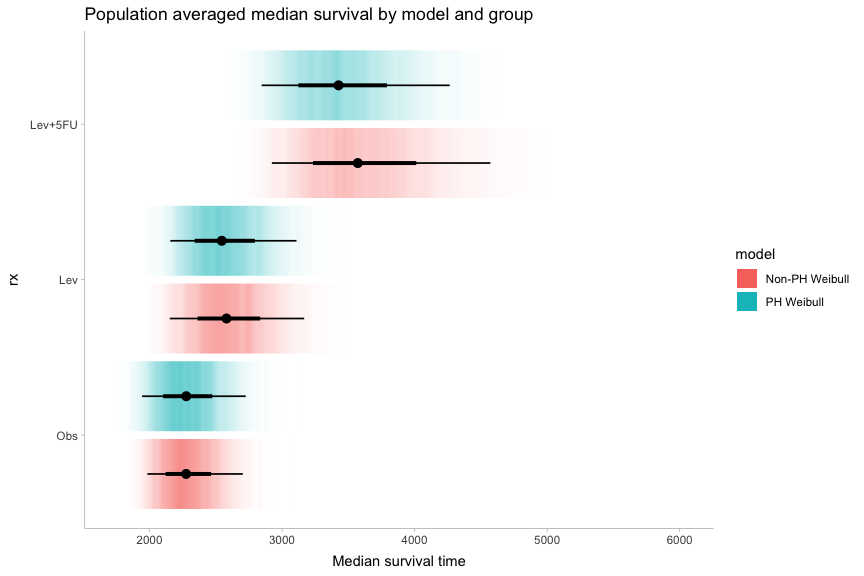 Population averaged median survival by model and group
Lev+5FU
Lev
Obs
rx
2000 3000 4000 5000 6000
Median survival time
model
Non-PH Weibull
PH Weibull